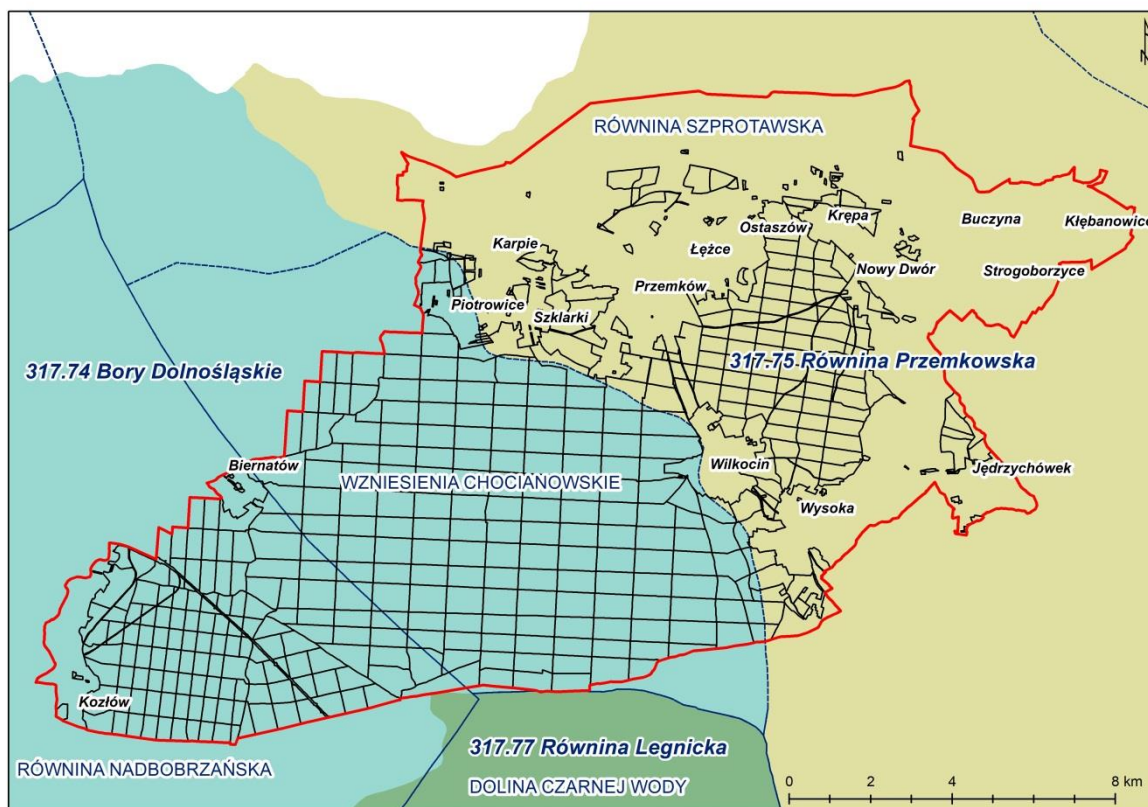 N
RÓWNINA SZPROTAWSKA
Krępa
Buczyna
Kłębanowice
Ostaszów
Karpie
Łężce
Nowy Dwór
Strogoborzyce
Przemków
Piotrowice
Szklarki
317.74 Bory Dolnośląskie
317.75 Równina Przemkowska
Biernatów
Wilkocin
Jędrzychówek
WZNIESIENIA CHOCIANOWSKIE
Wysoka
Kozłów
317.77 Równina Legnicka
RÓWNINA NADBOBRZAŃSKA
DOLINA CZARNEJ WODY
0 2 4 8 km